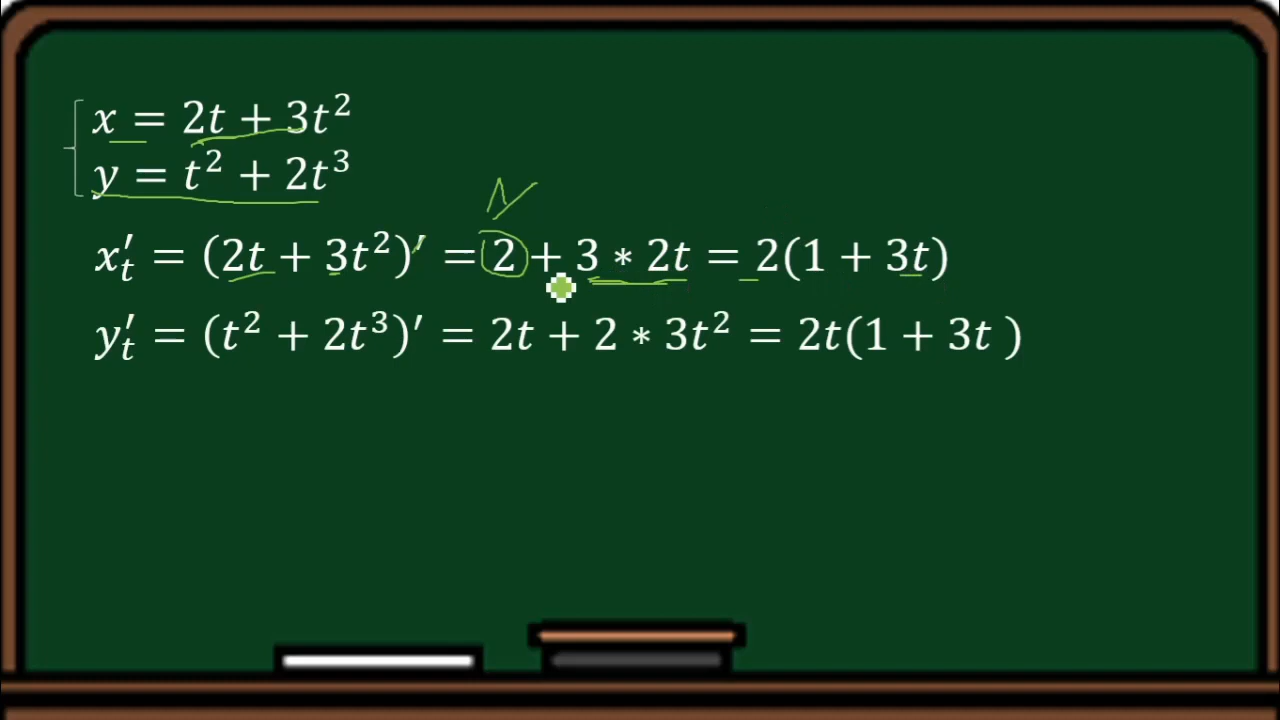 x = 2t + 3t²
y = t² + 2t³
N
x′ₜ = (2t + 3t²)′ = 2 + 3 ∗ 2t = 2(1 + 3t)
y′ₜ = (t² + 2t³)′ = 2t + 2 ∗ 3t² = 2t(1 + 3t )